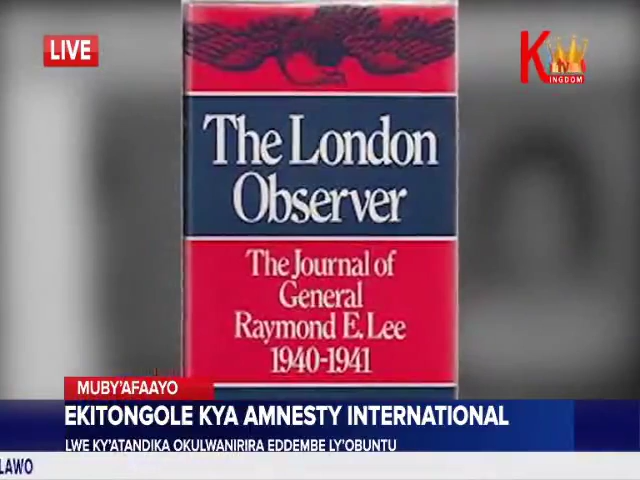 LIVE
K
KINGDOM
The London
Observer
The Journal of
General
Raymond E. Lee
1940-1941
MUBY'AFAAYO
EKITONGOLE KYA AMNESTY INTERNATIONAL
LWE KY'ATANDIKA OKULWANIRIRA EDDEMBE LY'OBUNTU
LAWO